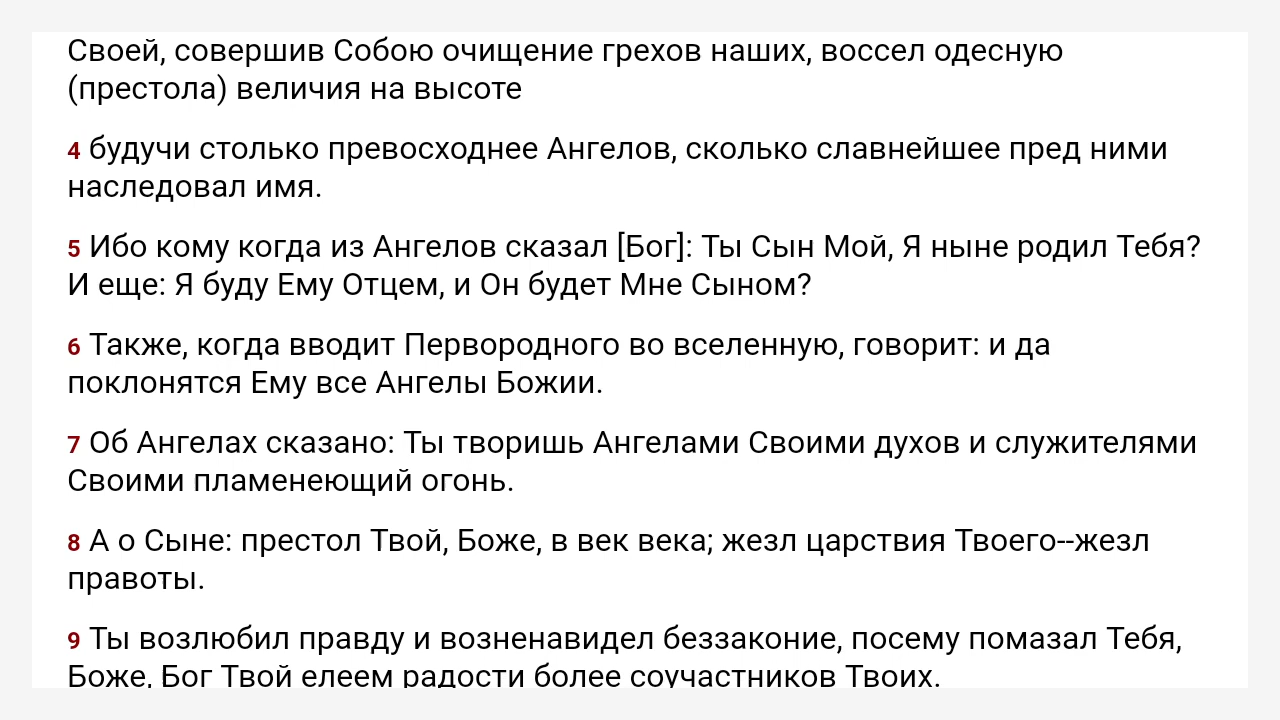 Своей, совершив Собою очищение грехов наших, воссел одесную
(престола) величия на высоте
4 будучи столько превосходнее Ангелов, сколько славнейшее пред ними
наследовал имя.
5 Ибо кому когда из Ангелов сказал [Бог]: Ты Сын Мой, Я ныне родил Тебя?
И еще: Я буду Ему Отцем, и Он будет Мне Сыном?
6 Также, когда вводит Первородного во вселенную, говорит: и да
поклонятся Ему все Ангелы Божии.
7 Об Ангелах сказано: Ты творишь Ангелами Своими духов и служителями
Своими пламенеющий огонь.
8 А о Сыне: престол Твой, Боже, в век века; жезл царствия Твоего--жезл
правоты.
9 Ты возлюбил правду и возненавидел беззаконие, посему помазал Тебя,
Боже, Бог Твой елеем радости более соучастников Твоих.